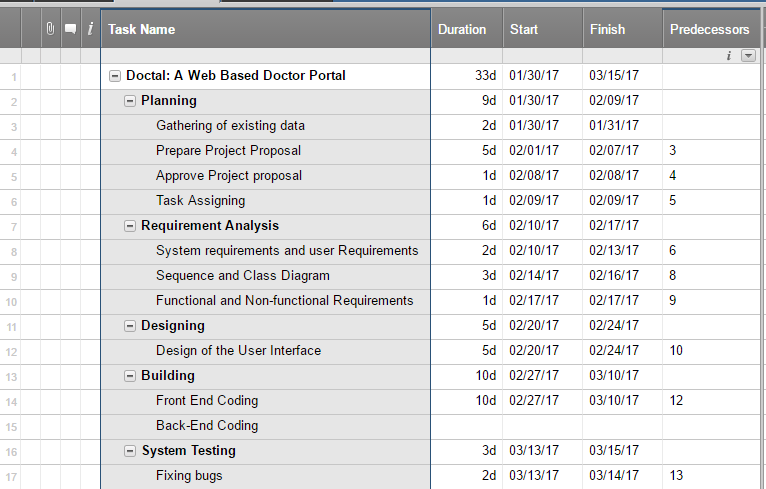 i Task Name Duration Start Finish Predecessors
i
1 Doctal: A Web Based Doctor Portal 33d 01/30/17 03/15/17
2 Planning 9d 01/30/17 02/09/17
3 Gathering of existing data 2d 01/30/17 01/31/17
4 Prepare Project Proposal 5d 02/01/17 02/07/17 3
5 Approve Project proposal 1d 02/08/17 02/08/17 4
6 Task Assigning 1d 02/09/17 02/09/17 5
7 Requirement Analysis 6d 02/10/17 02/17/17
8 System requirements and user Requirements 2d 02/10/17 02/13/17 6
9 Sequence and Class Diagram 3d 02/14/17 02/16/17 8
10 Functional and Non-functional Requirements 1d 02/17/17 02/17/17 9
11 Designing 5d 02/20/17 02/24/17
12 Design of the User Interface 5d 02/20/17 02/24/17 10
13 Building 10d 02/27/17 03/10/17
14 Front End Coding 10d 02/27/17 03/10/17 12
15 Back-End Coding
16 System Testing 3d 03/13/17 03/15/17
17 Fixing bugs 2d 03/13/17 03/14/17 13